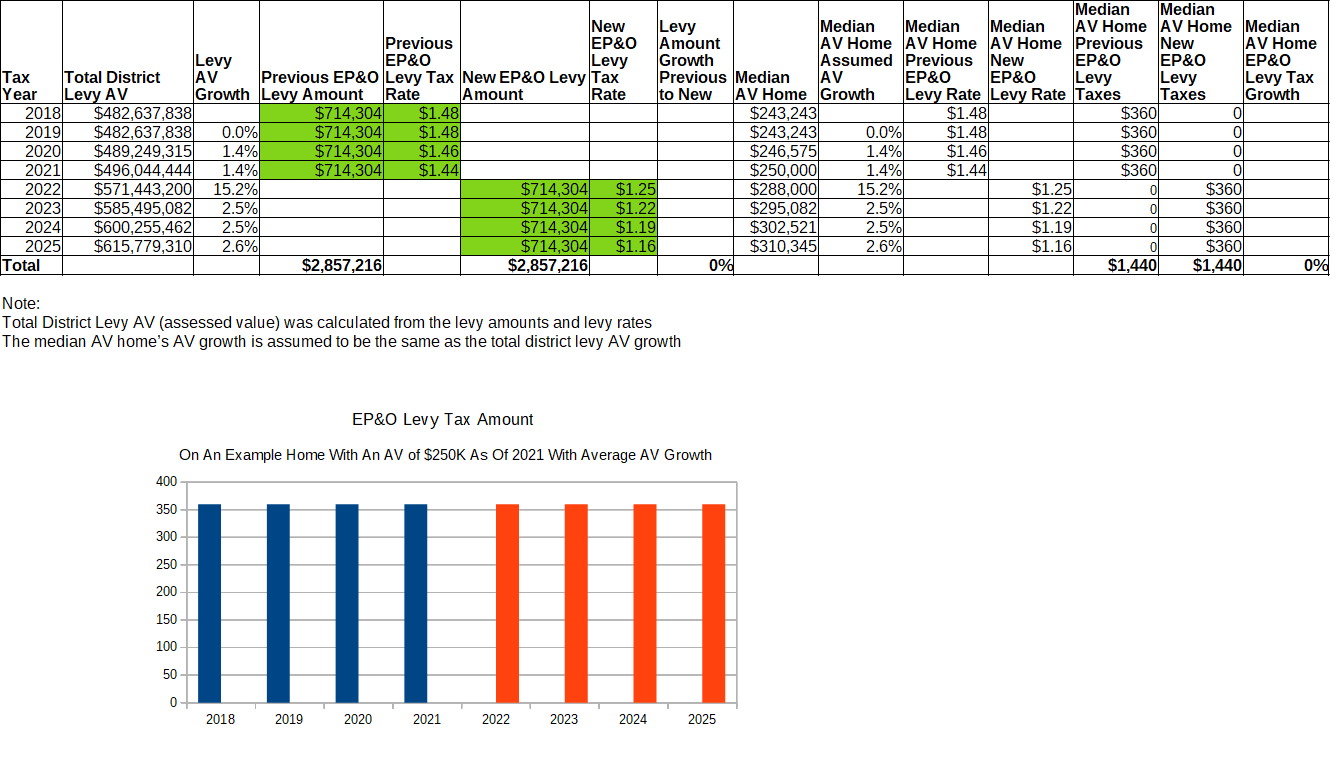 Tax Year | Total District Levy AV | Levy AV Growth | Previous EP&O Levy Amount | Previous EP&O Levy Tax Rate | New EP&O Levy Amount | New EP&O Levy Tax Rate | Levy Amount Growth Previous to New | Median AV Home | Median AV Home Assumed AV Growth | Median AV Home Previous EP&O Levy Rate | Median AV Home New EP&O Levy Rate | Median AV Home Previous EP&O Levy Taxes | Median AV Home New EP&O Levy Taxes | Median AV Home EP&O Levy Tax Growth
2018 $482,637,838 $714,304 $1.48 $243,243 $1.48 $360 0
2019 $482,637,838 0.0% $714,304 $1.48 $243,243 0.0% $1.48 $360 0
2020 $489,249,315 1.4% $714,304 $1.46 $246,575 1.4% $1.46 $360 0
2021 $496,044,444 1.4% $714,304 $1.44 $250,000 1.4% $1.44 $360 0
2022 $571,443,200 15.2% $714,304 $1.25 $288,000 15.2% $1.25 0 $360
2023 $585,495,082 2.5% $714,304 $1.22 $295,082 2.5% $1.22 0 $360
2024 $600,255,462 2.5% $714,304 $1.19 $302,521 2.5% $1.19 0 $360
2025 $615,779,310 2.6% $714,304 $1.16 $310,345 2.6% $1.16 0 $360
Total $2,857,216 $2,857,216 0% $1,440 $1,440 0%
Note:
Total District Levy AV (assessed value) was calculated from the levy amounts and levy rates
The median AV home's AV growth is assumed to be the same as the total district levy AV growth
EP&O Levy Tax Amount
On An Example Home With An AV of $250K As Of 2021 With Average AV Growth
400
350
300
250
200
150
100
50
0
2018 2019 2020 2021 2022 2023 2024 2025